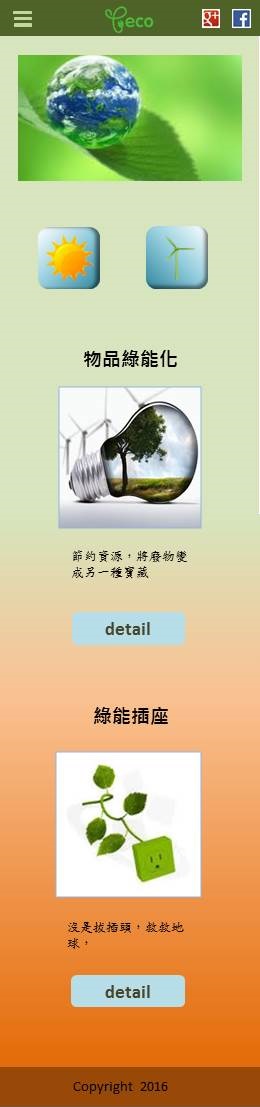 eco
g+
f
物品綠能化
節約資源，將廢物變
成另一種寶藏
detail
綠能插座
沒是拔插頭，救救地
球，
detail
Copyright 2016